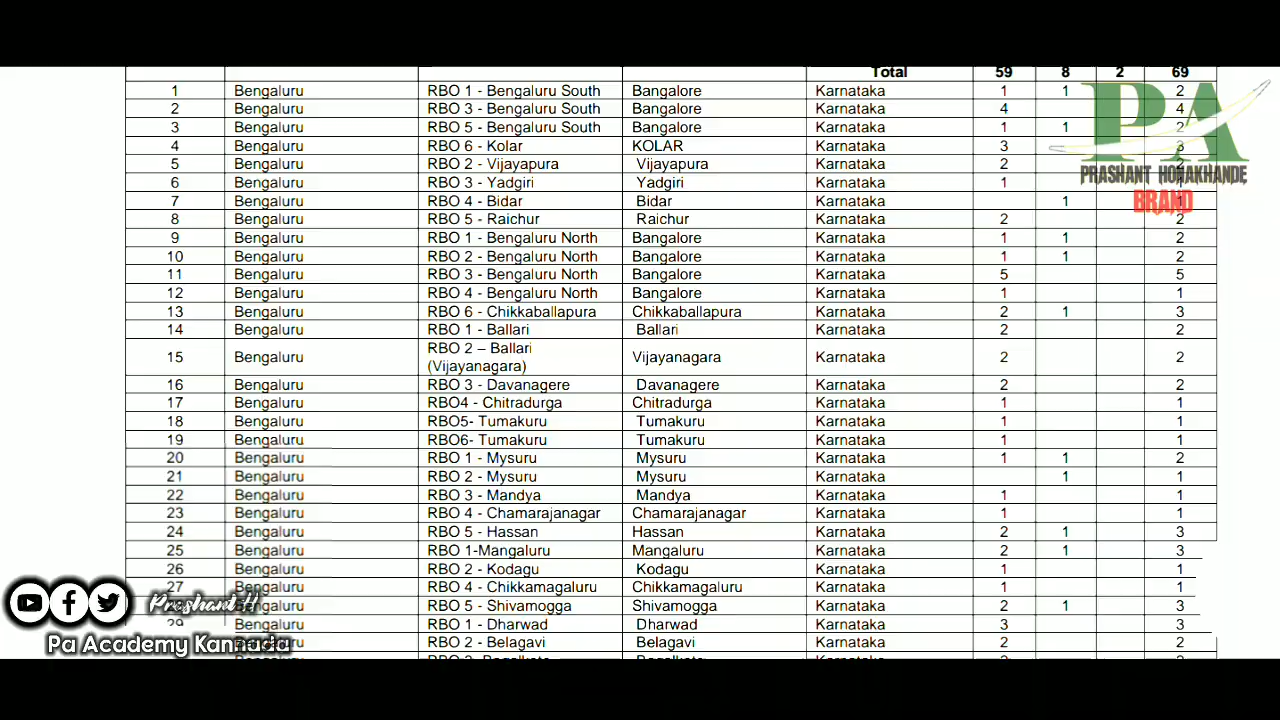 Total 59 8 2 69
1 Bengaluru RBO 1 - Bengaluru South Bangalore Karnataka 1 1 2
2 Bengaluru RBO 3 - Bengaluru South Bangalore Karnataka 4 4
3 Bengaluru RBO 5 - Bengaluru South Bangalore Karnataka 1 1 2
4 Bengaluru RBO 6 - Kolar KOLAR Karnataka 3 3
5 Bengaluru RBO 2 - Vijayapura Vijayapura Karnataka 2 2
6 Bengaluru RBO 3 - Yadgiri Yadgiri Karnataka 1 1
7 Bengaluru RBO 4 - Bidar Bidar Karnataka 1 1
8 Bengaluru RBO 5 - Raichur Raichur Karnataka 2 2
9 Bengaluru RBO 1 - Bengaluru North Bangalore Karnataka 1 1 2
10 Bengaluru RBO 2 - Bengaluru North Bangalore Karnataka 1 1 2
11 Bengaluru RBO 3 - Bengaluru North Bangalore Karnataka 5 5
12 Bengaluru RBO 4 - Bengaluru North Bangalore Karnataka 1 1
13 Bengaluru RBO 6 - Chikkaballapura Chikkaballapura Karnataka 2 1 3
14 Bengaluru RBO 1 - Ballari Ballari Karnataka 2 2
15 Bengaluru RBO 2 – Ballari (Vijayanagara) Vijayanagara Karnataka 2 2
16 Bengaluru RBO 3 - Davanagere Davanagere Karnataka 2 2
17 Bengaluru RBO4 - Chitradurga Chitradurga Karnataka 1 1
18 Bengaluru RBO5- Tumakuru Tumakuru Karnataka 1 1
19 Bengaluru RBO6- Tumakuru Tumakuru Karnataka 1 1
20 Bengaluru RBO 1 - Mysuru Mysuru Karnataka 1 1 2
21 Bengaluru RBO 2 - Mysuru Mysuru Karnataka 1 1
22 Bengaluru RBO 3 - Mandya Mandya Karnataka 1 1
23 Bengaluru RBO 4 - Chamarajanagar Chamarajanagar Karnataka 1 1
24 Bengaluru RBO 5 - Hassan Hassan Karnataka 2 1 3
25 Bengaluru RBO 1-Mangaluru Mangaluru Karnataka 2 1 3
26 Bengaluru RBO 2 - Kodagu Kodagu Karnataka 1 1
27 Bengaluru RBO 4 - Chikkamagaluru Chikkamagaluru Karnataka 1 1
Bengaluru RBO 5 - Shivamogga Shivamogga Karnataka 2 1 3
29 Bengaluru RBO 1 - Dharwad Dharwad Karnataka 3 3
RBO 2 - Belagavi Belagavi Karnataka 2 2
PA
PRASHANT HONAKHANDE
BRAND
Prashant H
Pa Academy Kannada